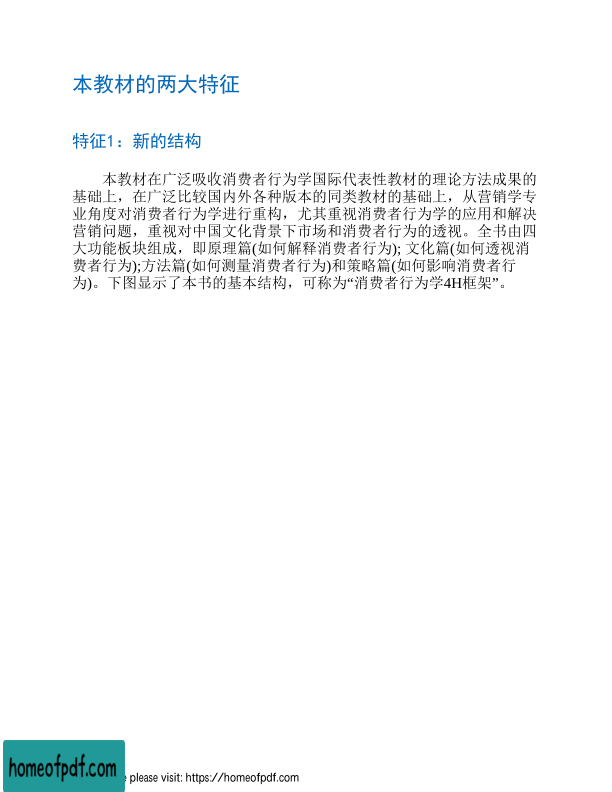 本教材的两大特征
特征1：新的结构
本教材在广泛吸收消费者行为学国际代表性教材的理论方法成果的
基础上，在广泛比较国内外各种版本的同类教材的基础上，从营销学专
业角度对消费者行为学进行重构，尤其重视消费者行为学的应用和解决
营销问题，重视对中国文化背景下市场和消费者行为的透视。全书由四
大功能板块组成，即原理篇(如何解释消费者行为); 文化篇(如何透视消
费者行为);方法篇(如何测量消费者行为)和策略篇(如何影响消费者行
为)。下图显示了本书的基本结构，可称为“消费者行为学4H框架”。
homeofpdf.com
e please visit: https://homeofpdf.com